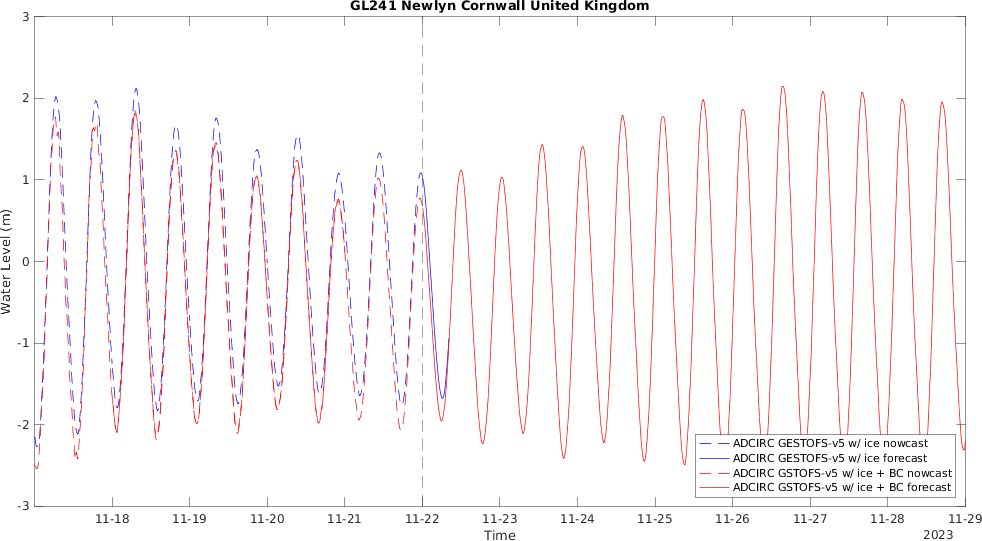 GL241 Newlyn Cornwall United Kingdom
3
2
1
0
-1
-2
-3
Water Level (m)
ADCIRC GESTOFS-v5 w/ ice nowcast
ADCIRC GESTOFS-v5 w/ ice forecast
ADCIRC GSTOFS-v5 w/ ice + BC nowcast
ADCIRC GSTOFS-v5 w/ ice + BC forecast
11-18 11-19 11-20 11-21 11-22 11-23 11-24 11-25 11-26 11-27 11-28 11-29
Time
2023